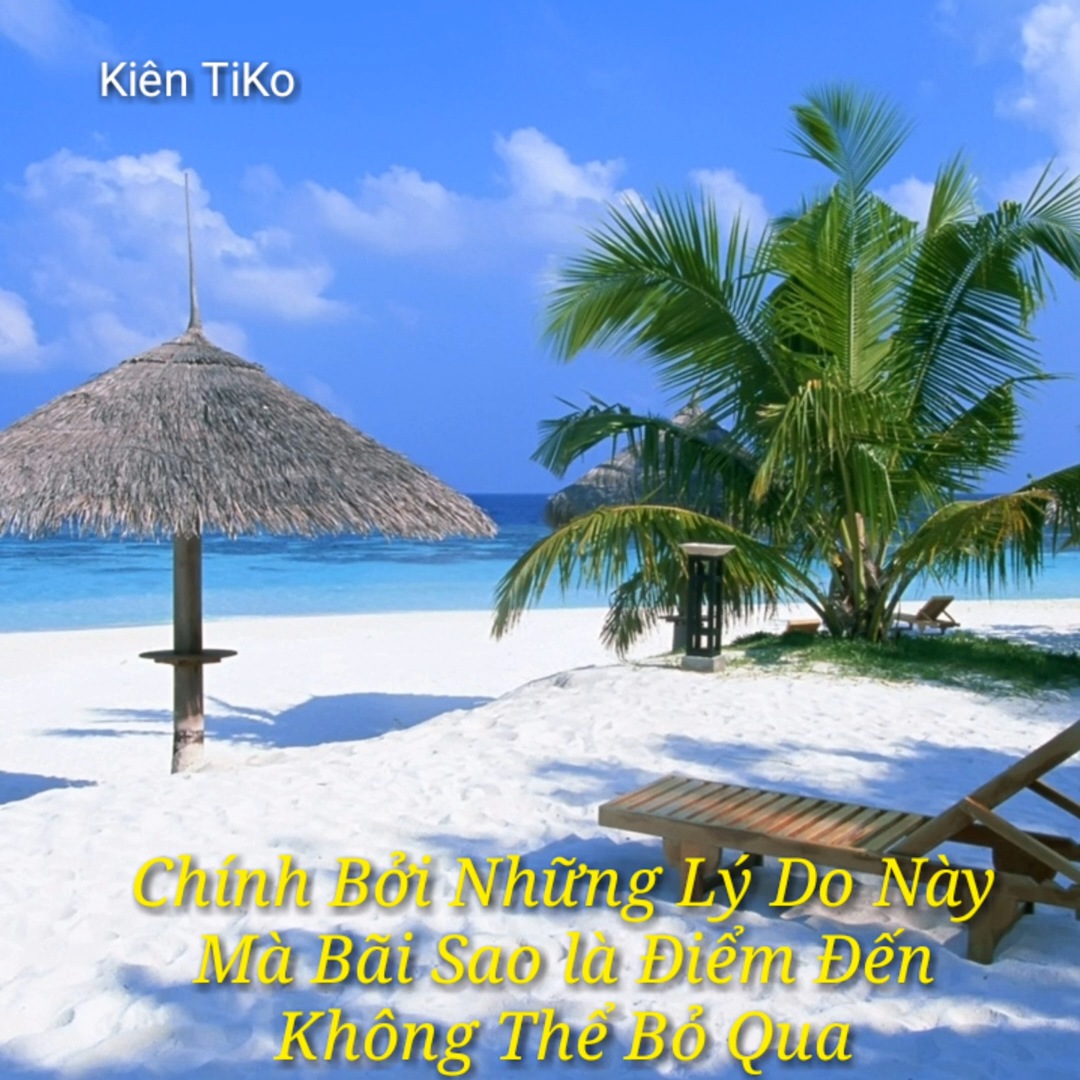 Kiên TiKo
Chính Bởi Những Lý Do Này
Mà Bãi Sao là Điểm Đến
Không Thể Bỏ Qua